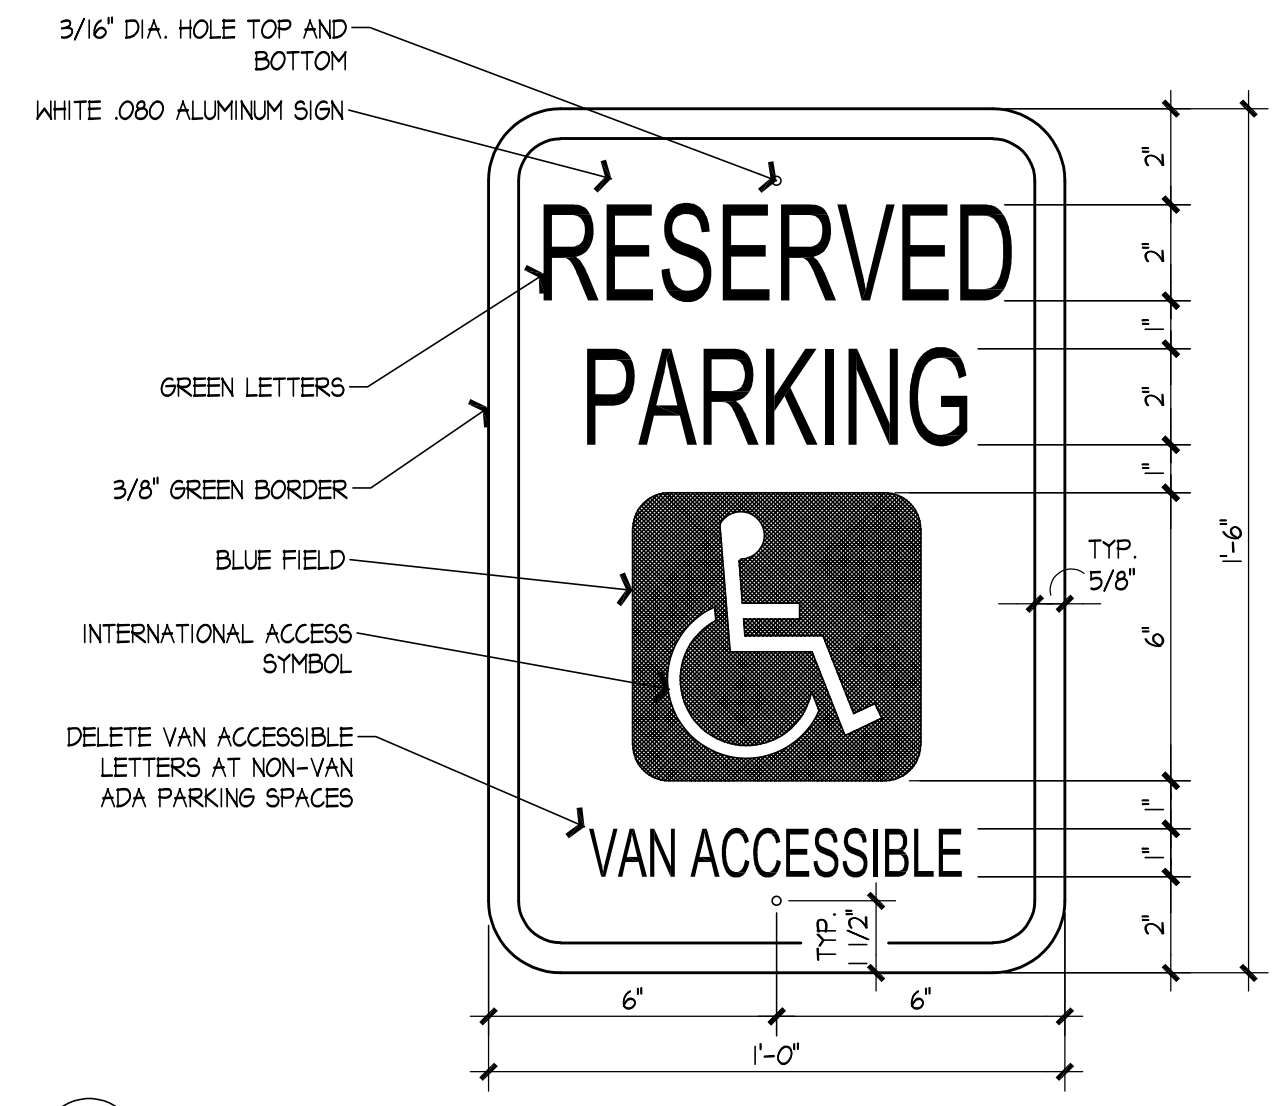 3/16" DIA. HOLE TOP AND
BOTTOM
WHITE .080 ALUMINUM SIGN
2"
RESERVED
2"
1"
PARKING
GREEN LETTERS
2"
1"
3/8" GREEN BORDER
1'-6"
TYP.
5/8"
BLUE FIELD
INTERNATIONAL ACCESS
SYMBOL
6"
DELETE VAN ACCESSIBLE
LETTERS AT NON-VAN
ADA PARKING SPACES
1"
VAN ACCESSIBLE
1"
TYP.
1 1/2"
2"
6"
6"
1'-0"